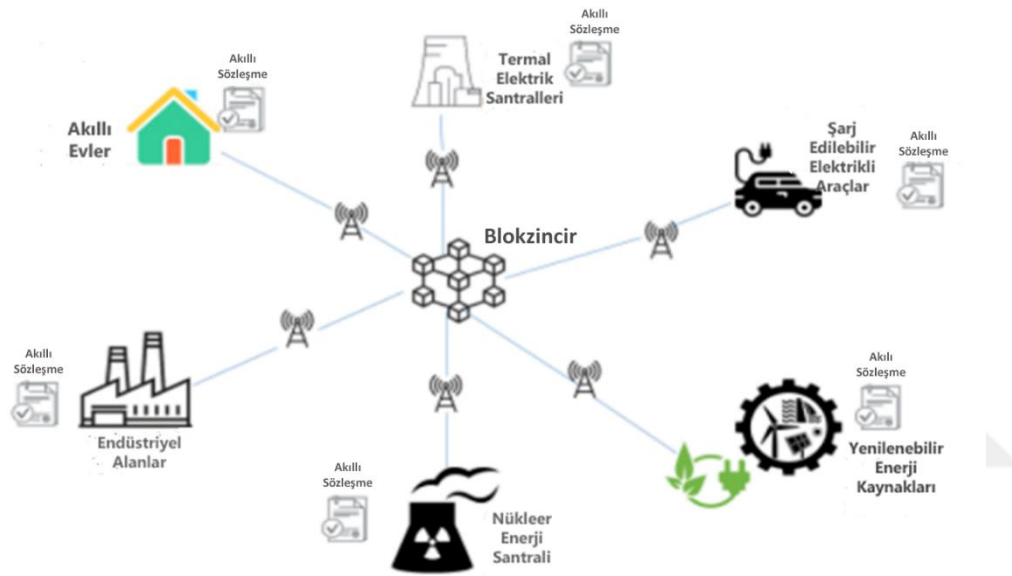 Akıllı
Sözleşme
Termal
Elektrik
Santralleri
Akıllı
Sözleşme
Akıllı
Evler
Şarj
Edilebilir
Elektrikli
Araçlar
Akıllı
Sözleşme
Blokzincir
Akıllı
Sözleşme
Endüstriyel
Alanlar
Akılı
Sözleşme
Yenilenebilir
Enerji
Kaynakları
Akıllı
Sözleşme
Nükleer
Enerji
Santrali